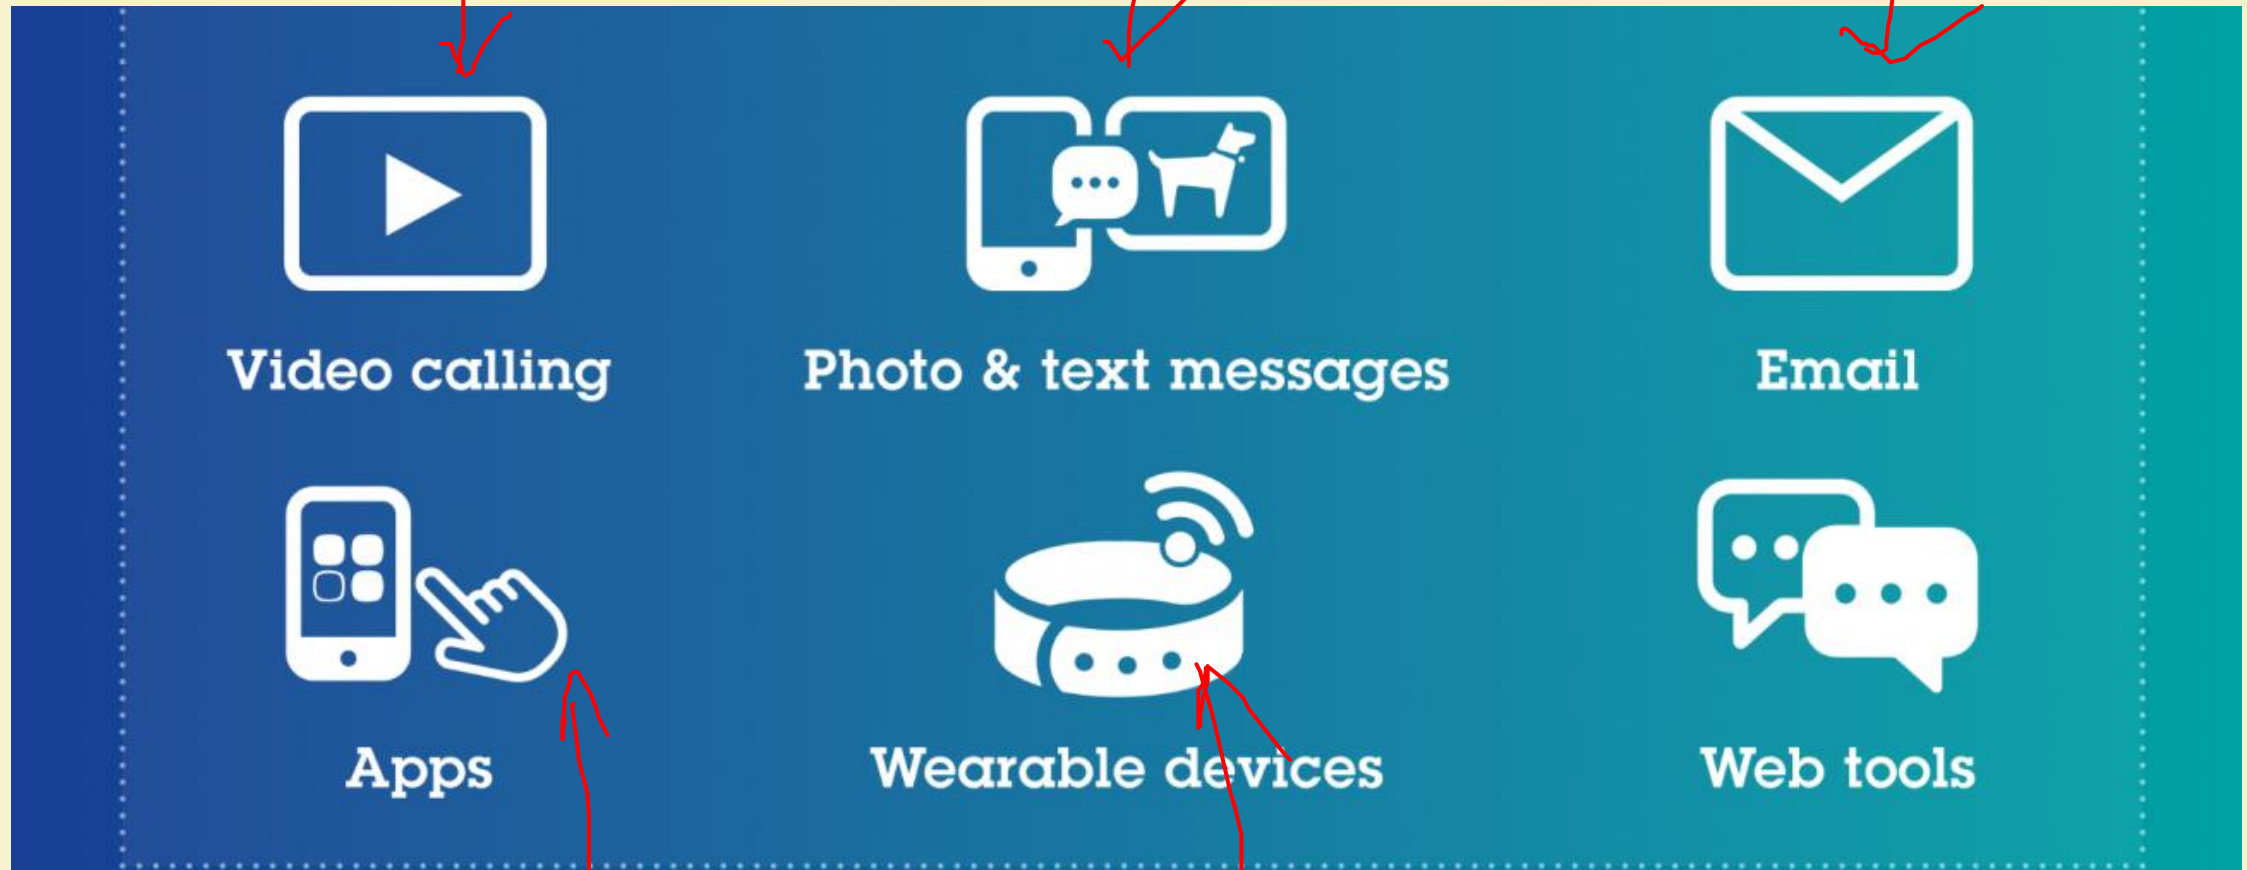 Video calling
Photo & text messages
Email
Apps
Wearable devices
Web tools